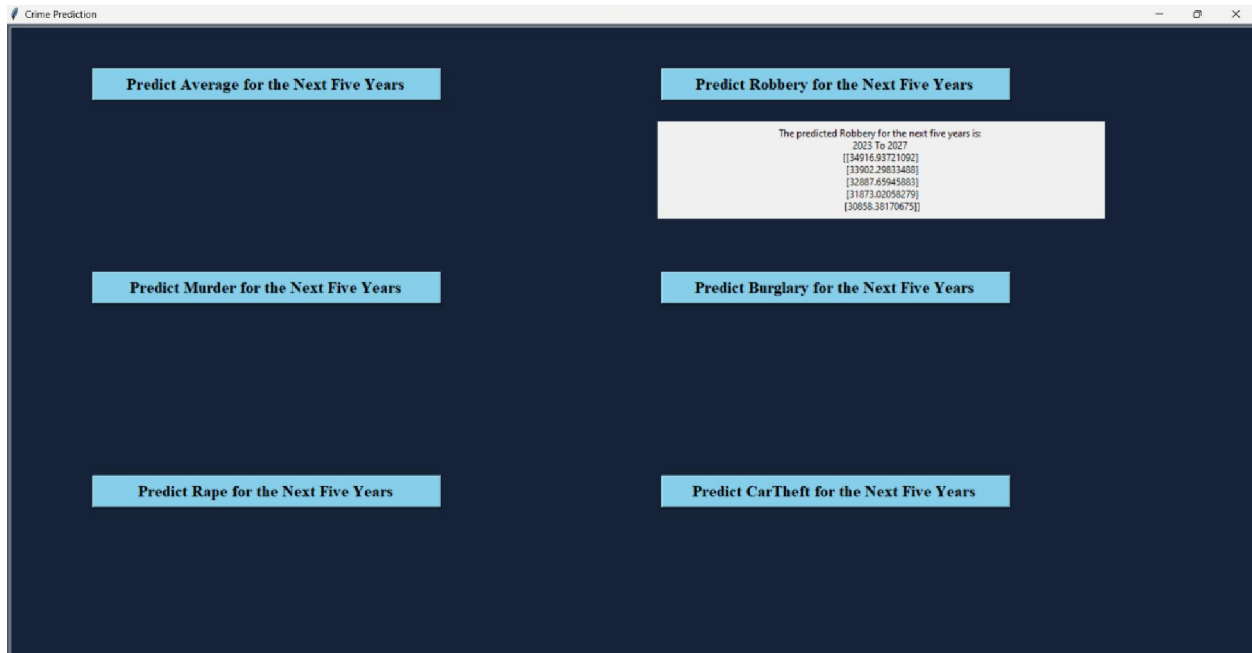 Crime Prediction
Predict Average for the Next Five Years
Predict Robbery for the Next Five Years
The predicted Robbery for the next five years is:
2023 To 2027
[[34916.93721092]
[33902.29833488]
[32887.65945883]
[31873.02058279]
[30858.38170675]]
Predict Murder for the Next Five Years
Predict Burglary for the Next Five Years
Predict Rape for the Next Five Years
Predict CarTheft for the Next Five Years